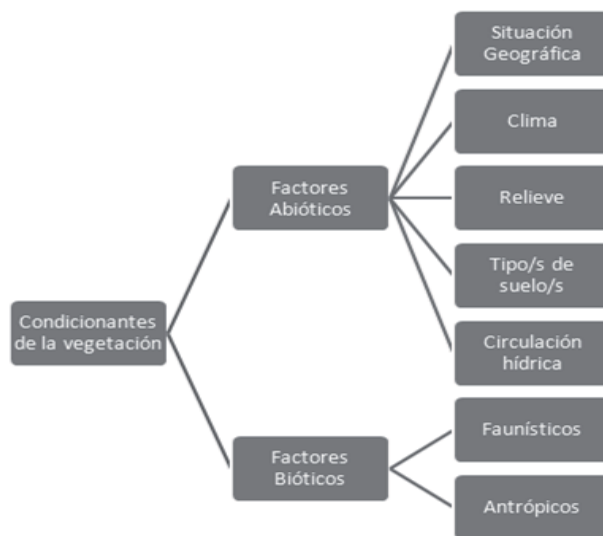 Situación
Geográfica
Clima
Factores
Abióticos
Relieve
Tipo/s de
suelo/s
Condicionantes
de la vegetación
Circulación
hídrica
Faunísticos
Factores
Bióticos
Antrópicos